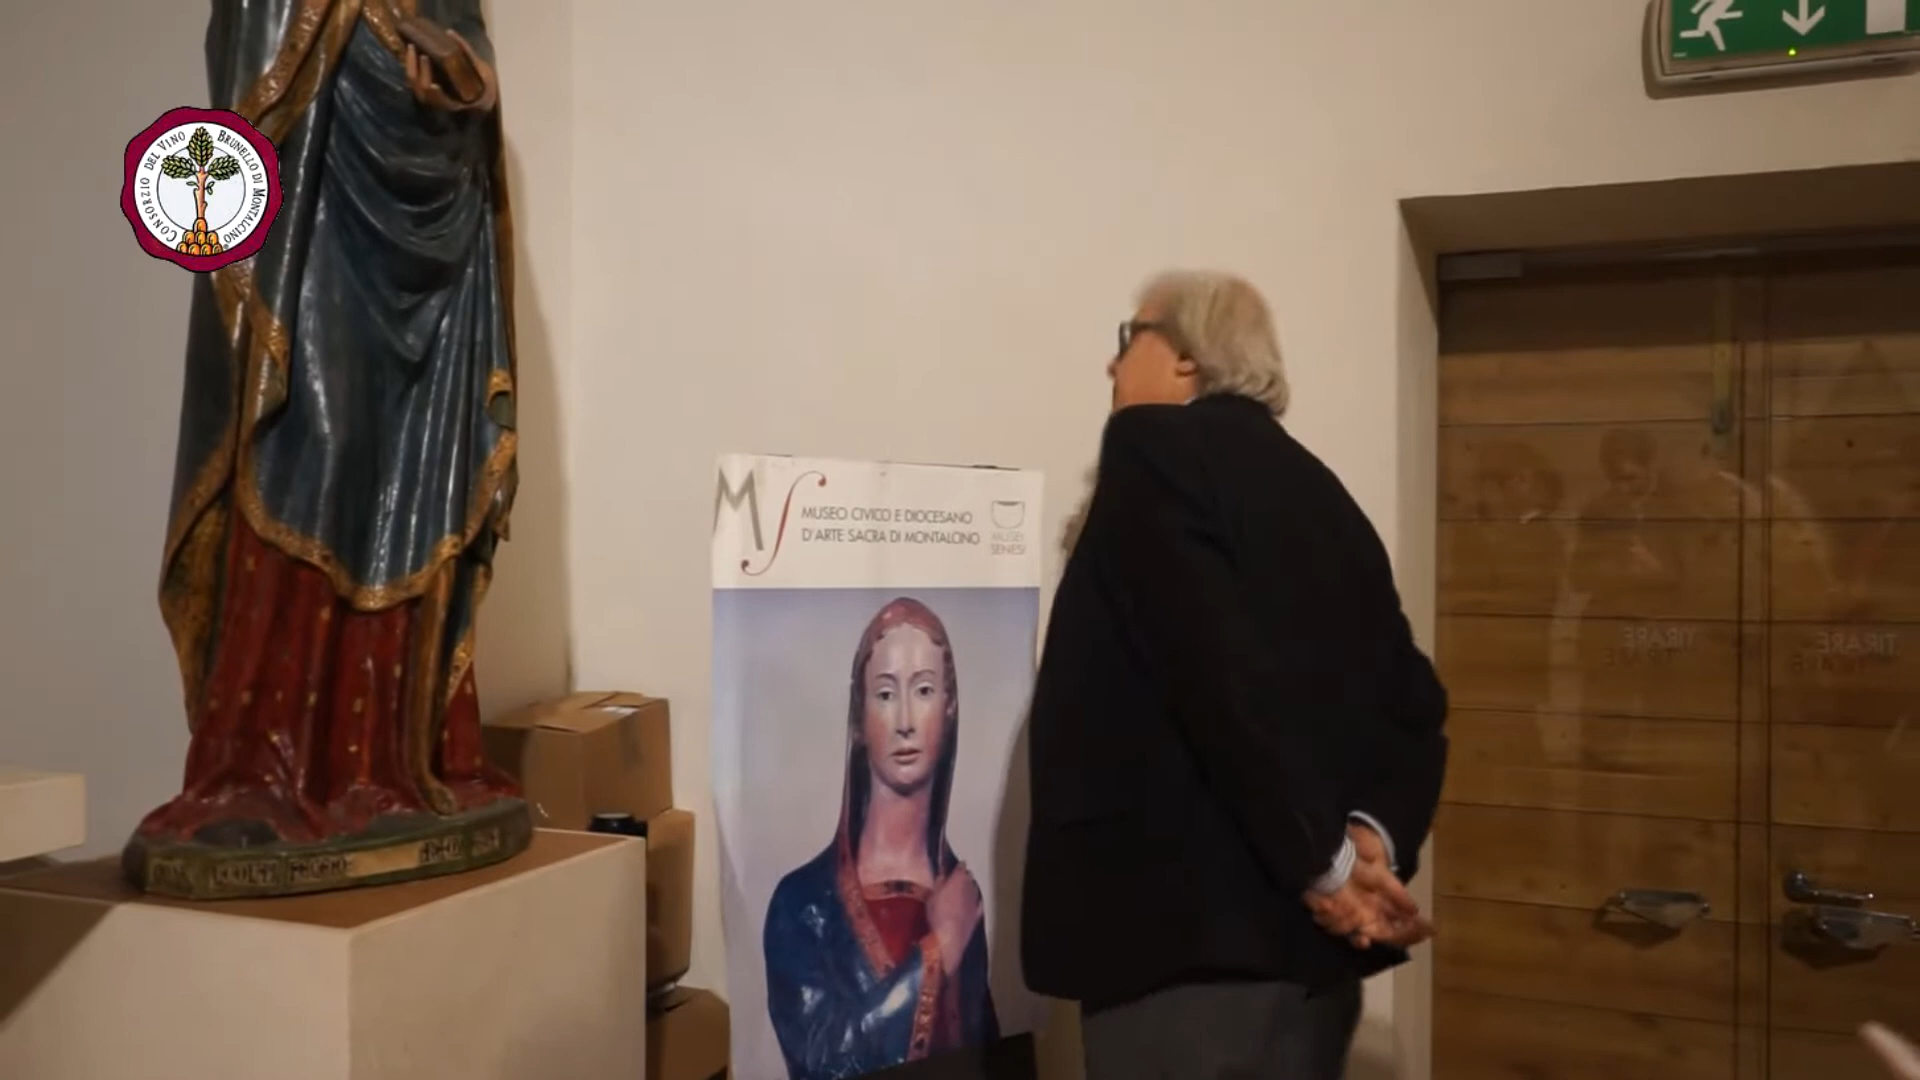 CONSORZIO DEL VINO BRUNELLO DI MONTALCINO
MUSEO CIVICO E DIOCESANO
D'ARTE SACRA DI MONTALCINO
MUSEI
SENESI
TIRARE
TIRARE